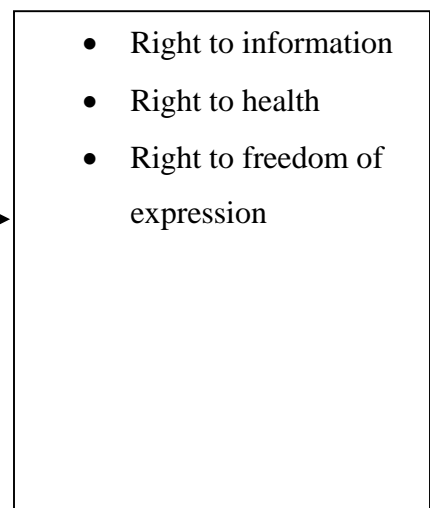 • Right to information
• Right to health
• Right to freedom of
expression